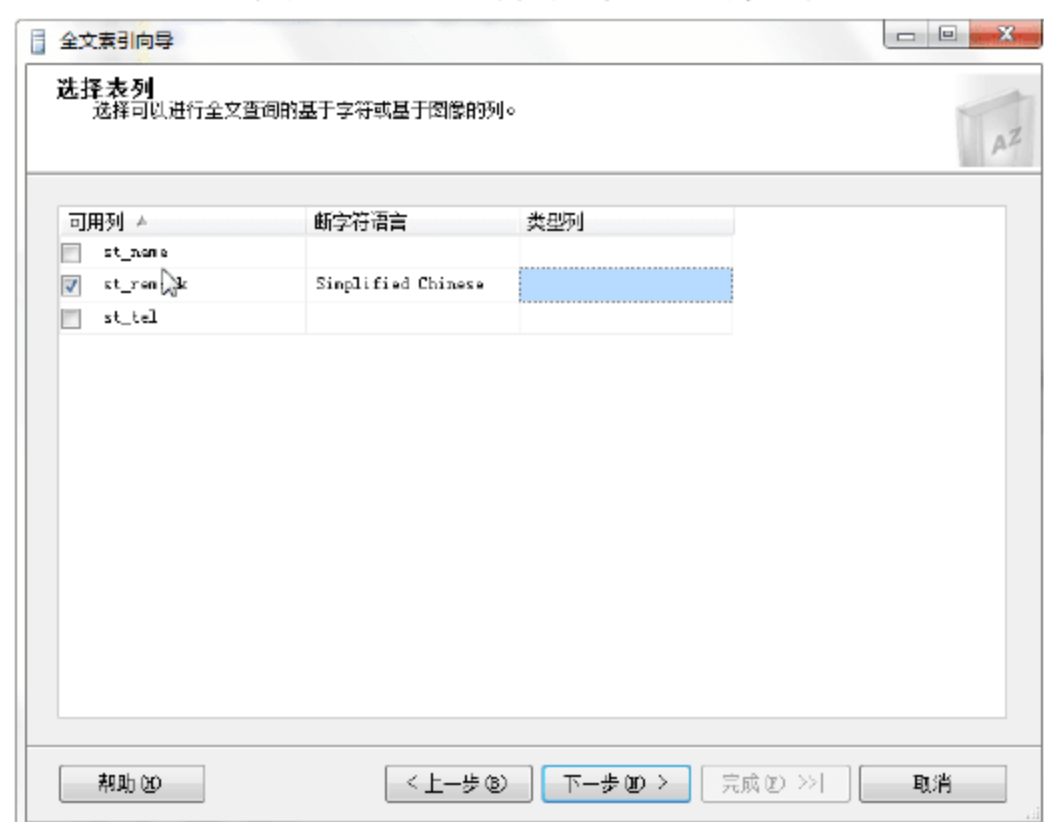 全文索引向导
选择表列
选择可以进行全文查询的基于字符或基于图像的列。
AZ
可用列 断字符语言 类型列
st_name
Simplified Chinese
st_tel
帮助(H) <上一步(B) 下一步(N) > 完成(F) >>| 取消